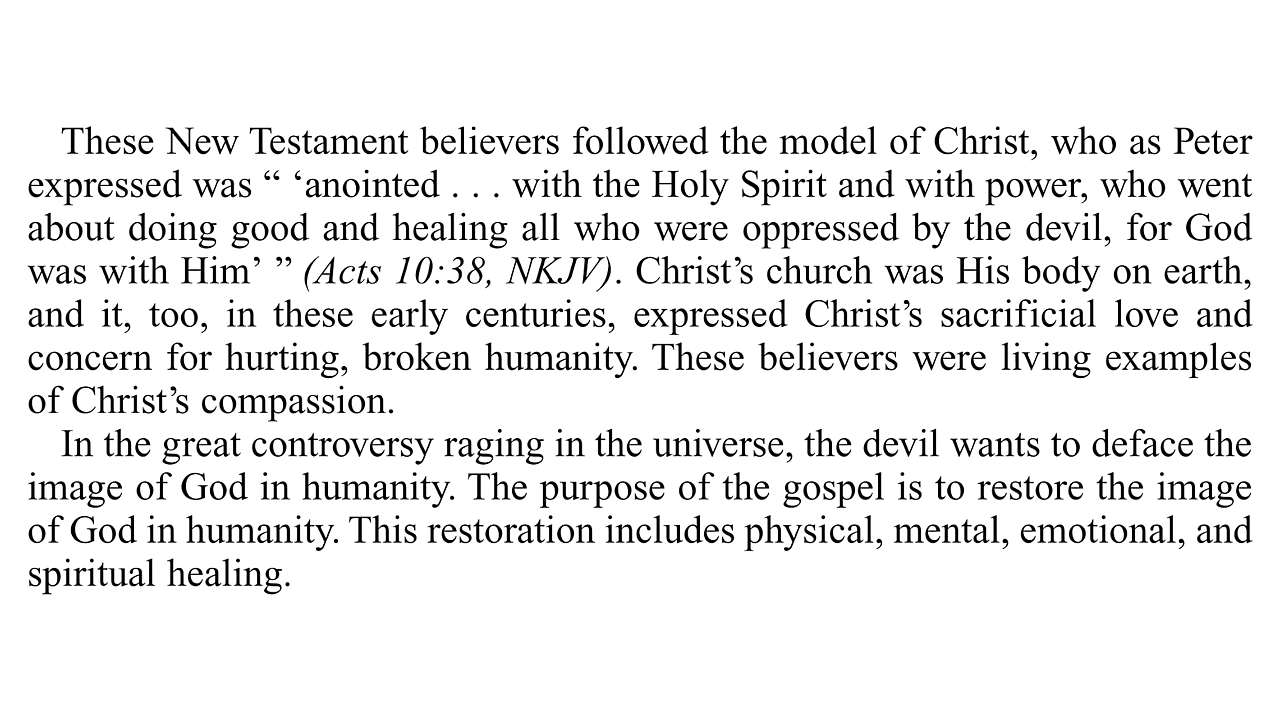 These New Testament believers followed the model of Christ, who as Peter
expressed was “ ‘anointed . . . with the Holy Spirit and with power, who went
about doing good and healing all who were oppressed by the devil, for God
was with Him’ ” (Acts 10:38, NKJV). Christ’s church was His body on earth,
and it, too, in these early centuries, expressed Christ’s sacrificial love and
concern for hurting, broken humanity. These believers were living examples
of Christ’s compassion.
In the great controversy raging in the universe, the devil wants to deface the
image of God in humanity. The purpose of the gospel is to restore the image
of God in humanity. This restoration includes physical, mental, emotional, and
spiritual healing.